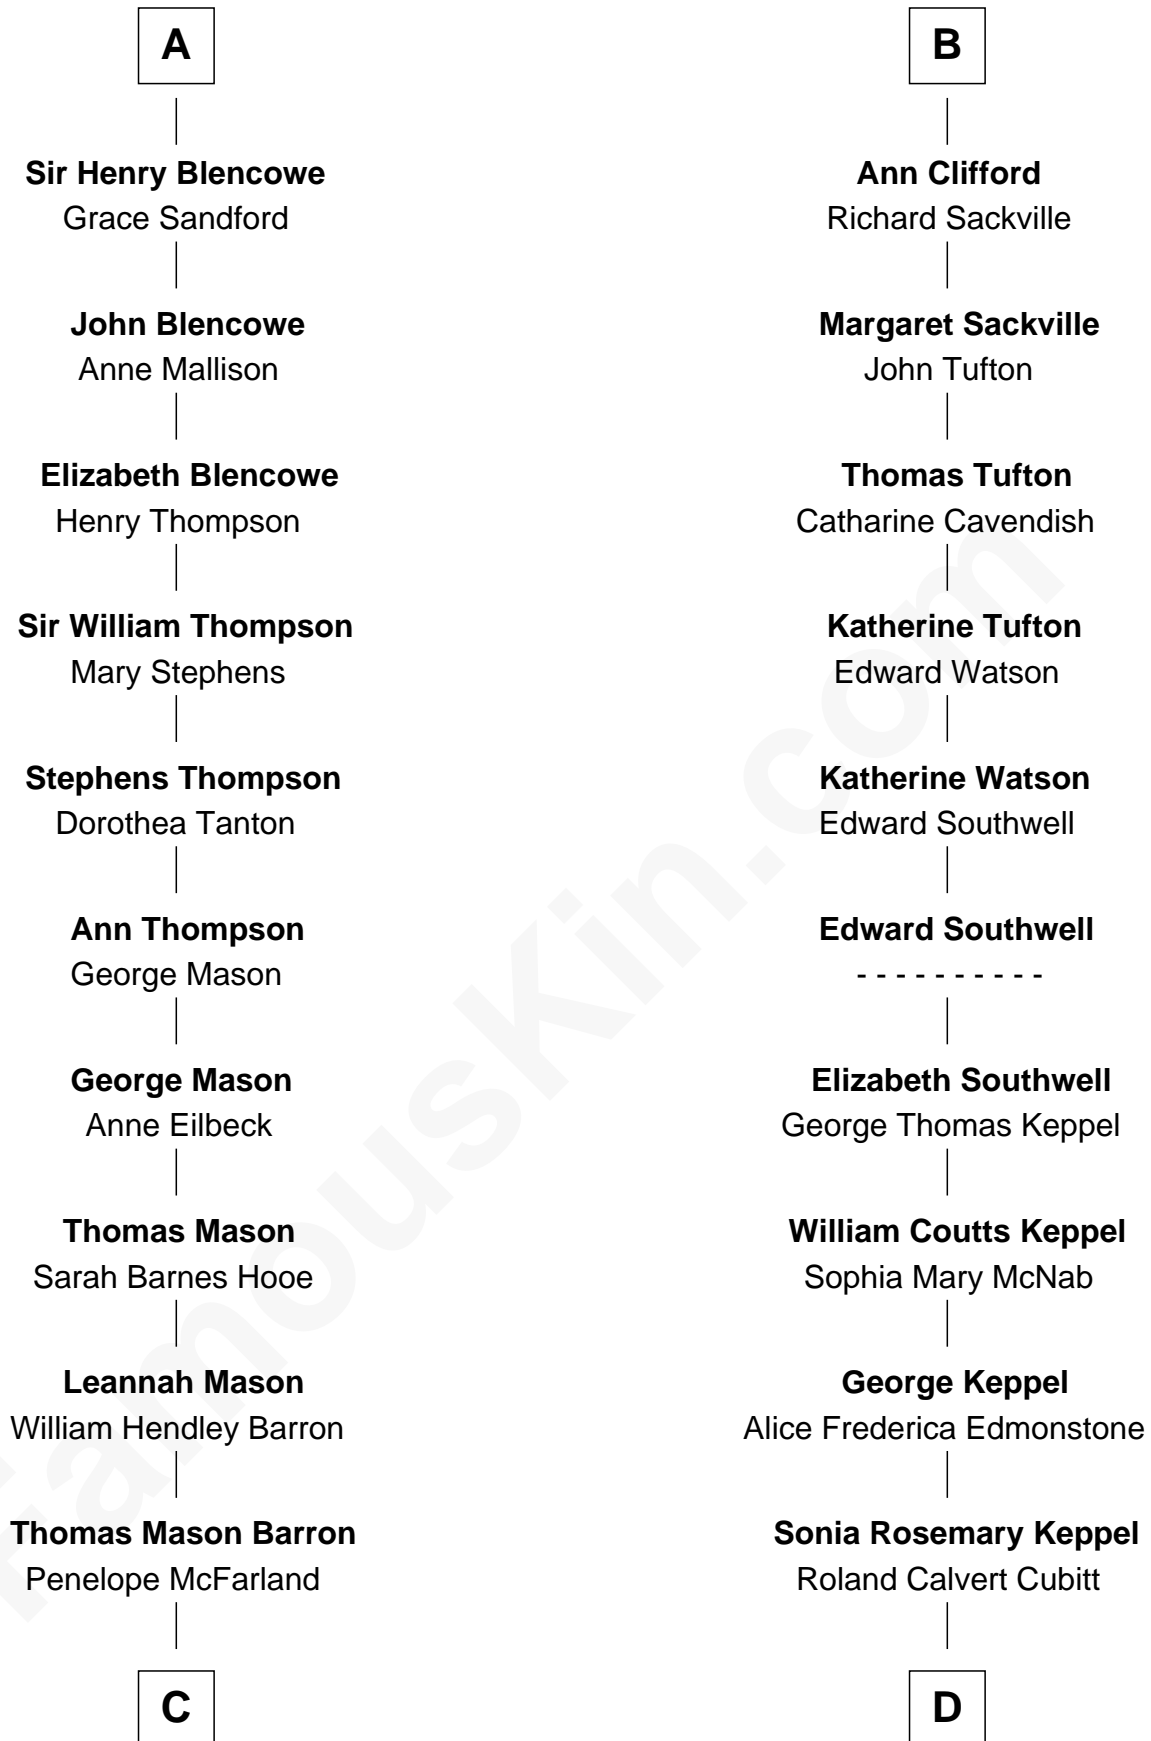 A
Sir Henry Blencowe
Grace Sandford
John Blencowe
Anne Mallison
Elizabeth Blencowe
Henry Thompson
Sir William Thompson
Mary Stephens
Stephens Thompson
Dorothea Tanton
Ann Thompson
George Mason
George Mason
Anne Eilbeck
Thomas Mason
Sarah Barnes Hooe
Leannah Mason
William Hendley Barron
Thomas Mason Barron
Penelope McFarland
C
B
Ann Clifford
Richard Sackville
Margaret Sackville
John Tufton
Thomas Tufton
Catharine Cavendish
Katherine Tufton
Edward Watson
Katherine Watson
Edward Southwell
Edward Southwell
- - - - - - - - - -
Elizabeth Southwell
George Thomas Keppel
William Coutts Keppel
Sophia Mary McNab
George Keppel
Alice Frederica Edmonstone
Sonia Rosemary Keppel
Roland Calvert Cubitt
D
FamousKin.com